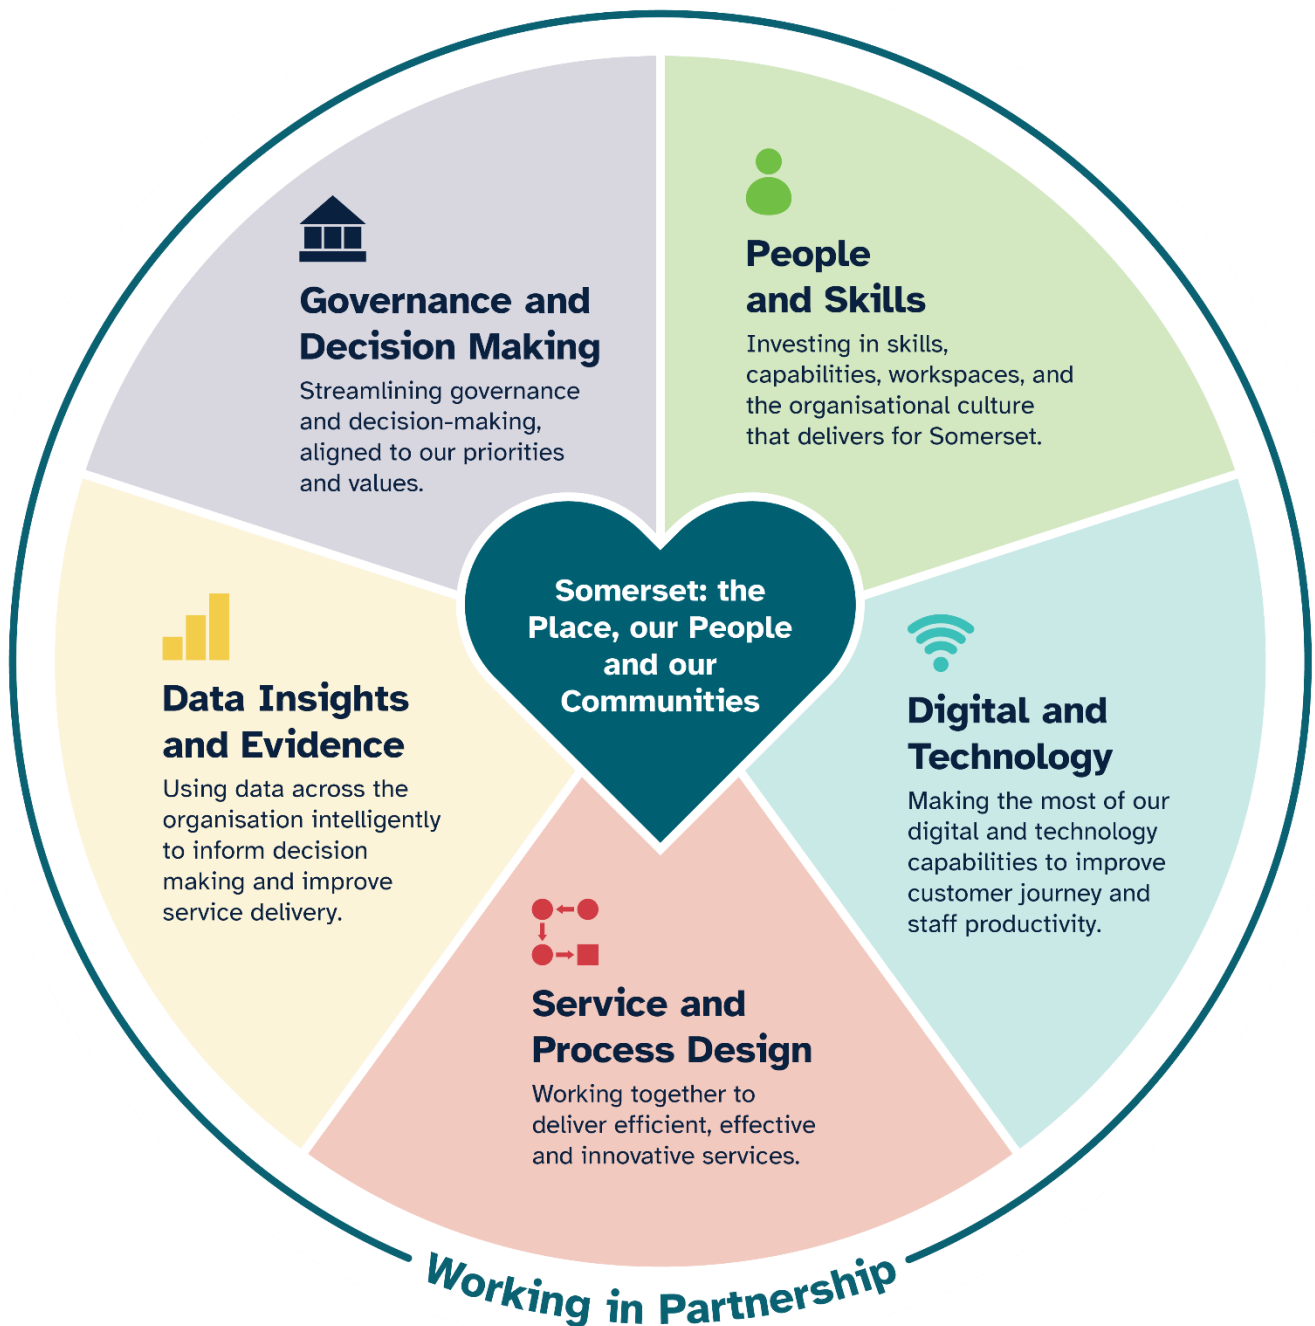 Governance and
Decision Making
Streamlining governance
and decision-making,
aligned to our priorities
and values.
People
and Skills
Investing in skills,
capabilities, workspaces, and
the organisational culture
that delivers for Somerset.
Somerset: the
Place, our People
and our
Communities
Data Insights
and Evidence
Using data across the
organisation intelligently
to inform decision
making and improve
service delivery.
Digital and
Technology
Making the most of our
digital and technology
capabilities to improve
customer journey and
staff productivity.
Service and
Process Design
Working together to
deliver efficient, effective
and innovative services.
Working in Partnership